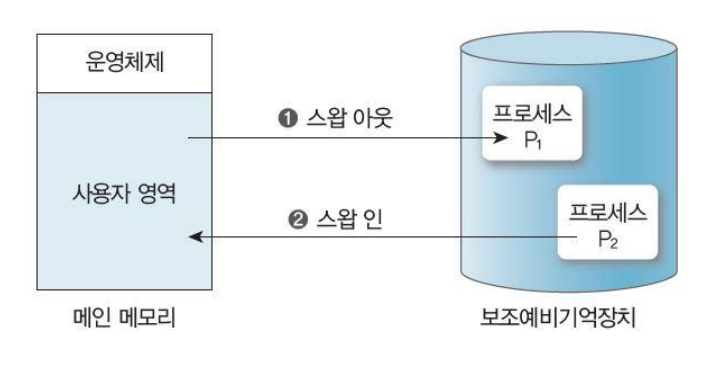 운영체제
❶ 스왑 아웃
프로세스
P₁
사용자 영역
❷ 스왑 인
프로세스
P₂
메인 메모리
보조예비기억장치